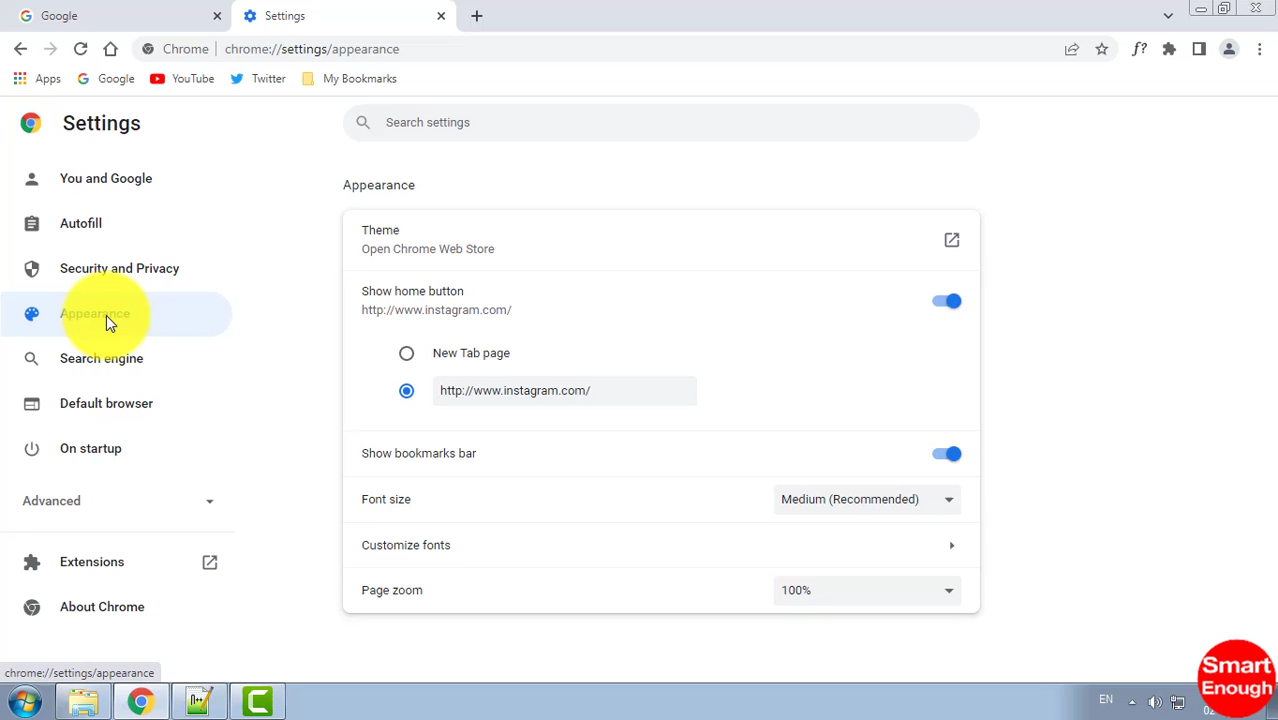 Google
Settings
Chrome
chrome://settings/appearance
f?
Apps
Google
YouTube
Twitter
My Bookmarks
Settings
Search settings
You and Google
Autofill
Security and Privacy
Appearance
Search engine
Default browser
On startup
Advanced
Extensions
About Chrome
Appearance
Theme
Open Chrome Web Store
Show home button
http://www.instagram.com/
New Tab page
http://www.instagram.com/
Show bookmarks bar
Font size
Medium (Recommended)
Customize fonts
Page zoom
100%
chrome://settings/appearance
EN
Smart
Enough